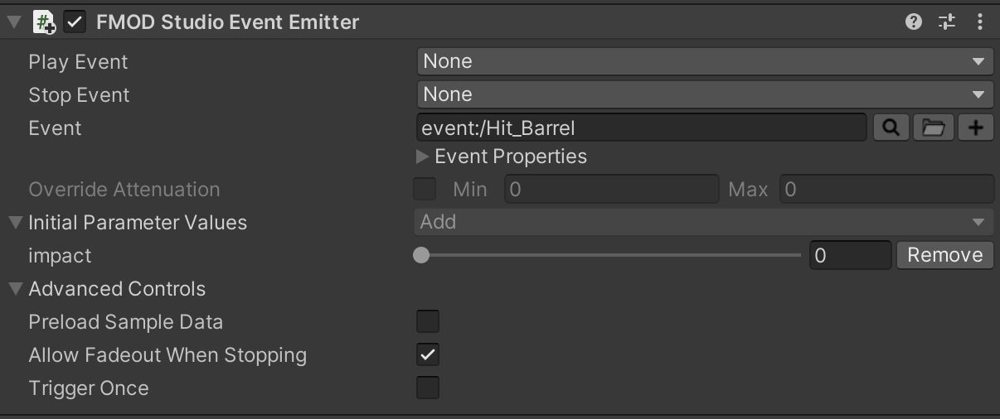 FMOD Studio Event Emitter
Play Event None
Stop Event None
Event event:/Hit_Barrel
Event Properties
Override Attenuation Min 0 Max 0
Initial Parameter Values Add
impact 0 Remove
Advanced Controls
Preload Sample Data
Allow Fadeout When Stopping
Trigger Once